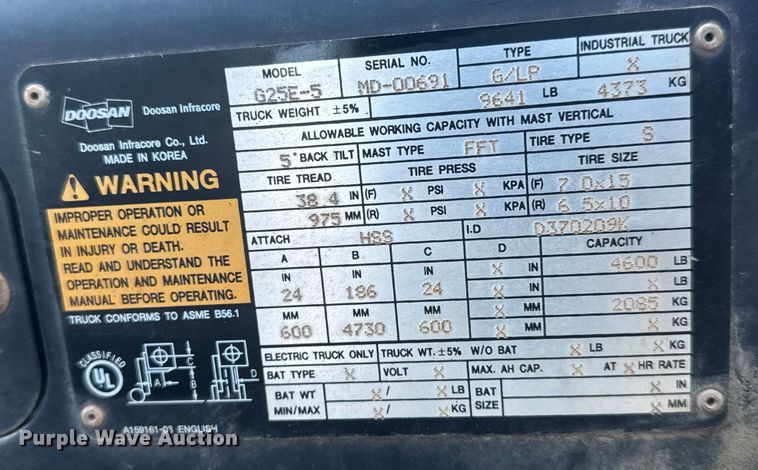 DOOSAN Doosan Infracore
Doosan Infracore Co., Ltd.
MADE IN KOREA
WARNING
IMPROPER OPERATION OR
MAINTENANCE COULD RESULT
IN INJURY OR DEATH.
READ AND UNDERSTAND THE
OPERATION AND MAINTENANCE
MANUAL BEFORE OPERATING.
TRUCK CONFORMS TO ASME B56.1
CLASSIFIED
UL
C
A
B
D
A159161-03 ENGLISH
MODEL SERIAL NO. TYPE INDUSTRIAL TRUCK
G25E-5 MD-00691 G/LP X
TRUCK WEIGHT ±5% 9641 LB 4373 KG
ALLOWABLE WORKING CAPACITY WITH MAST VERTICAL
5° BACK TILT MAST TYPE FFT TIRE TYPE S
TIRE TREAD TIRE PRESS TIRE SIZE
38.4 IN (F) X PSI X KPA (F) 7.0x15
975 MM (R) X PSI X KPA (R) 6.5x10
ATTACH HSS I.D D370209K
A B C D CAPACITY
IN IN IN X IN 4600 LB
24 186 24 X IN X LB
MM MM MM X MM 2085 KG
600 4730 600 X MM X KG
ELECTRIC TRUCK ONLY TRUCK WT. ±5% W/O BAT X LB X KG
BAT TYPE X VOLT X MAX. AH CAP. X AT X HR RATE
BAT WT X / X LB BAT X IN
MIN/MAX X / X KG SIZE X MM
Purple Wave Auction